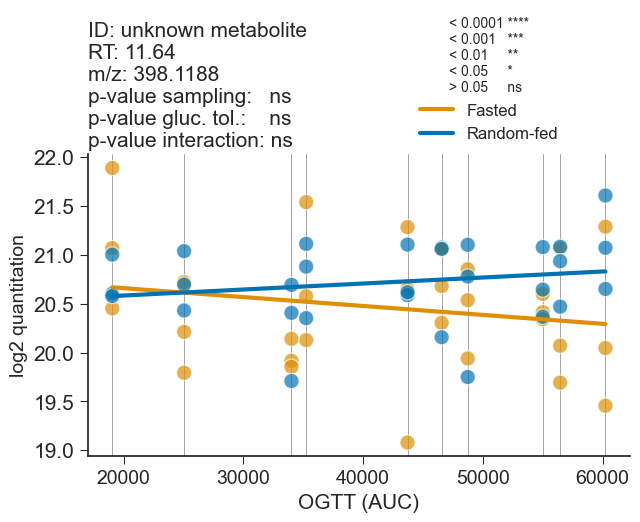 ID: unknown metabolite
RT: 11.64
m/z: 398.1188
p-value sampling: ns
p-value gluc. tol.: ns
p-value interaction: ns
< 0.0001 ****
< 0.001 ***
< 0.01 **
< 0.05 *
> 0.05 ns
Fasted
Random-fed
22.0
21.5
21.0
20.5
20.0
19.5
19.0
log2 quantitation
20000 30000 40000 50000 60000
OGTT (AUC)